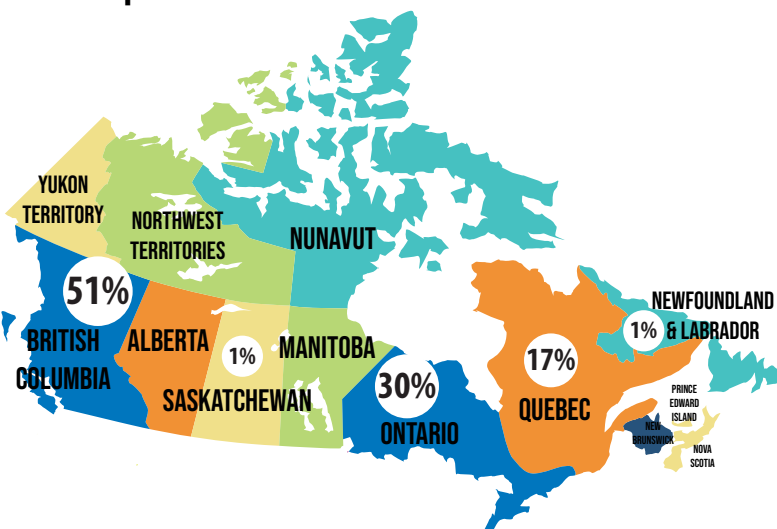 YUKON
TERRITORY
NORTHWEST
TERRITORIES
NUNAVUT
51%
BRITISH
COLUMBIA
ALBERTA
1%
SASKATCHEWAN
MANITOBA
30%
ONTARIO
17%
QUEBEC
NEWFOUNDLAND
1% & LABRADOR
PRINCE
EDWARD
ISLAND
NEW
BRUNSWICK
NOVA
SCOTIA